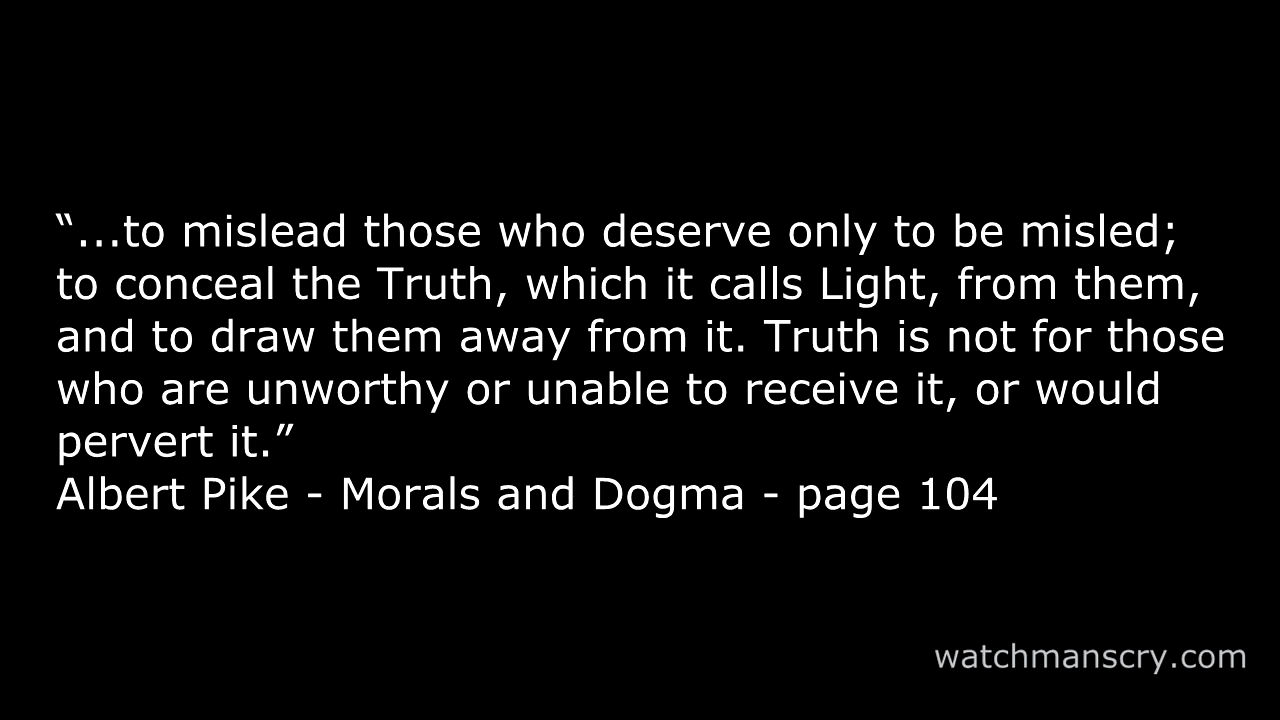 “...to mislead those who deserve only to be misled;
to conceal the Truth, which it calls Light, from them,
and to draw them away from it. Truth is not for those
who are unworthy or unable to receive it, or would
pervert it.”
Albert Pike - Morals and Dogma - page 104
watchmanscry.com